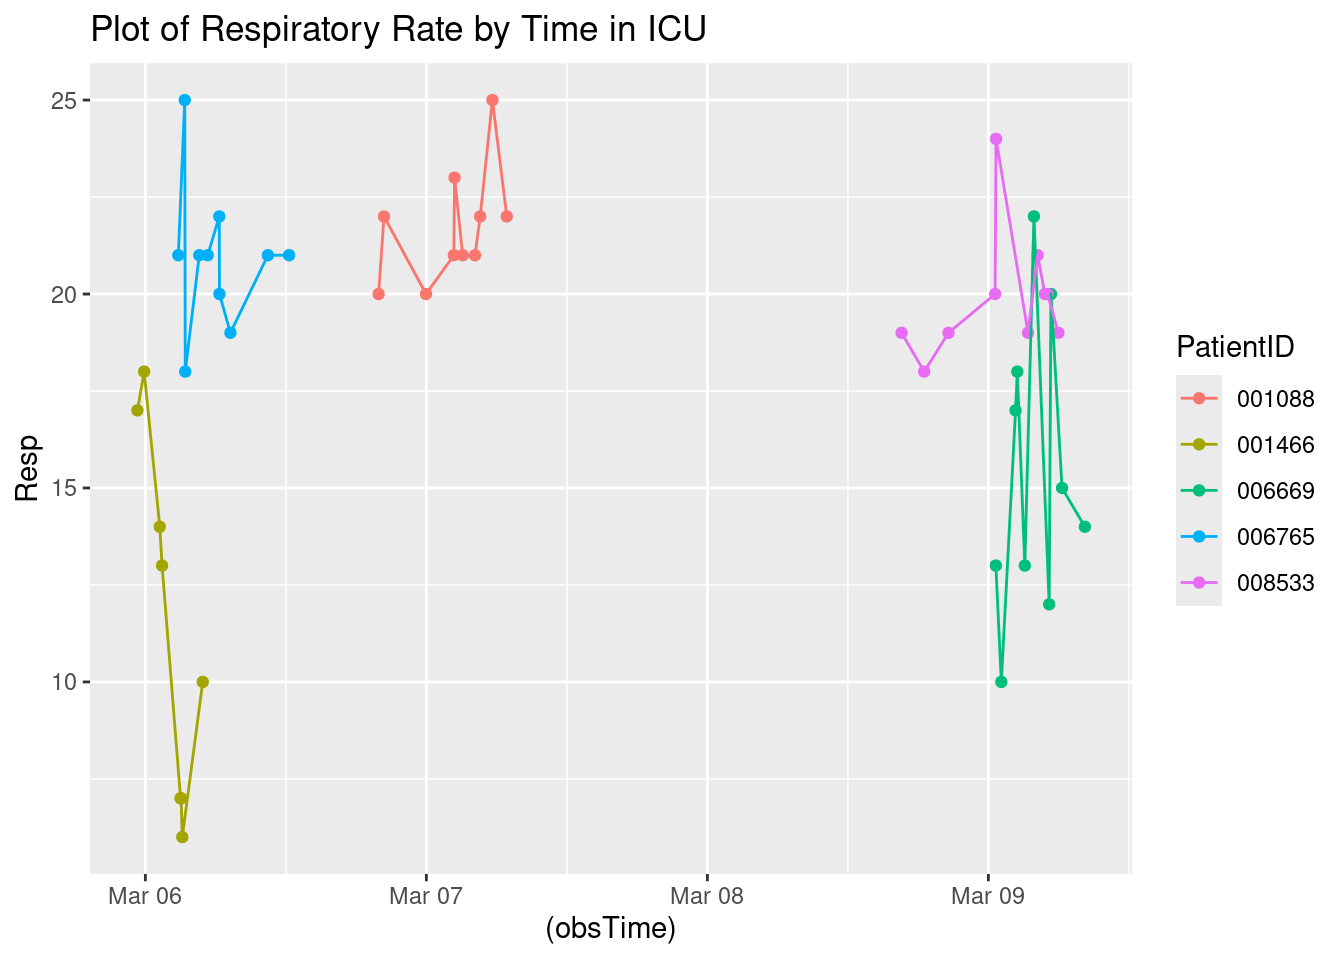 Plot of Respiratory Rate by Time in ICU
25
20
15
10
Resp
Mar 06
Mar 07
Mar 08
Mar 09
(obsTime)
PatientID
001088
001466
006669
006765
008533